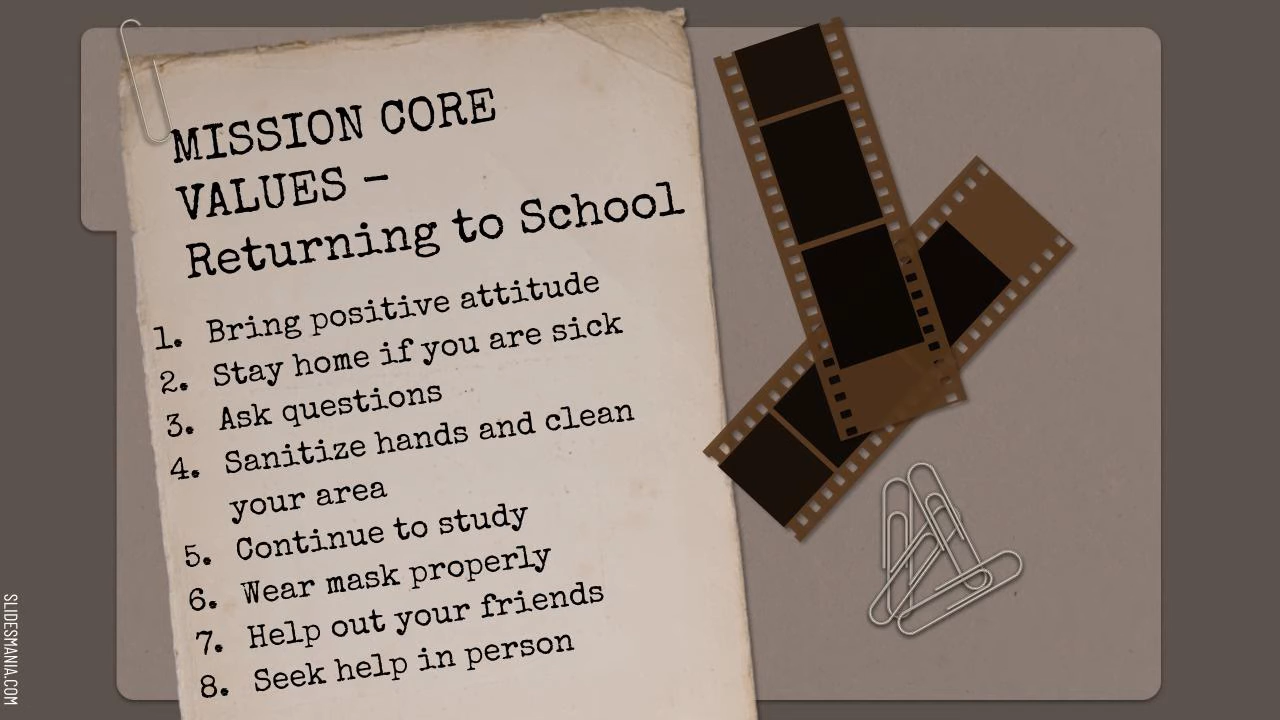 MISSION CORE
VALUES –
Returning to School
1. Bring positive attitude
2. Stay home if you are sick
3. Ask questions
4. Sanitize hands and clean
your area
5. Continue to study
6. Wear mask properly
7. Help out your friends
8. Seek help in person
SLIDESMANIA.COM